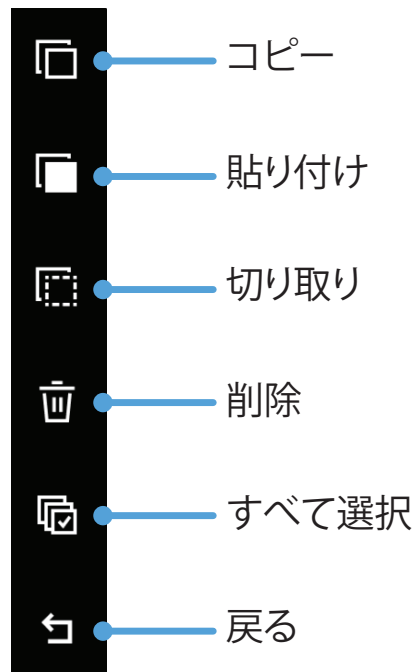 コピー
貼り付け
切り取り
削除
すべて選択
戻る